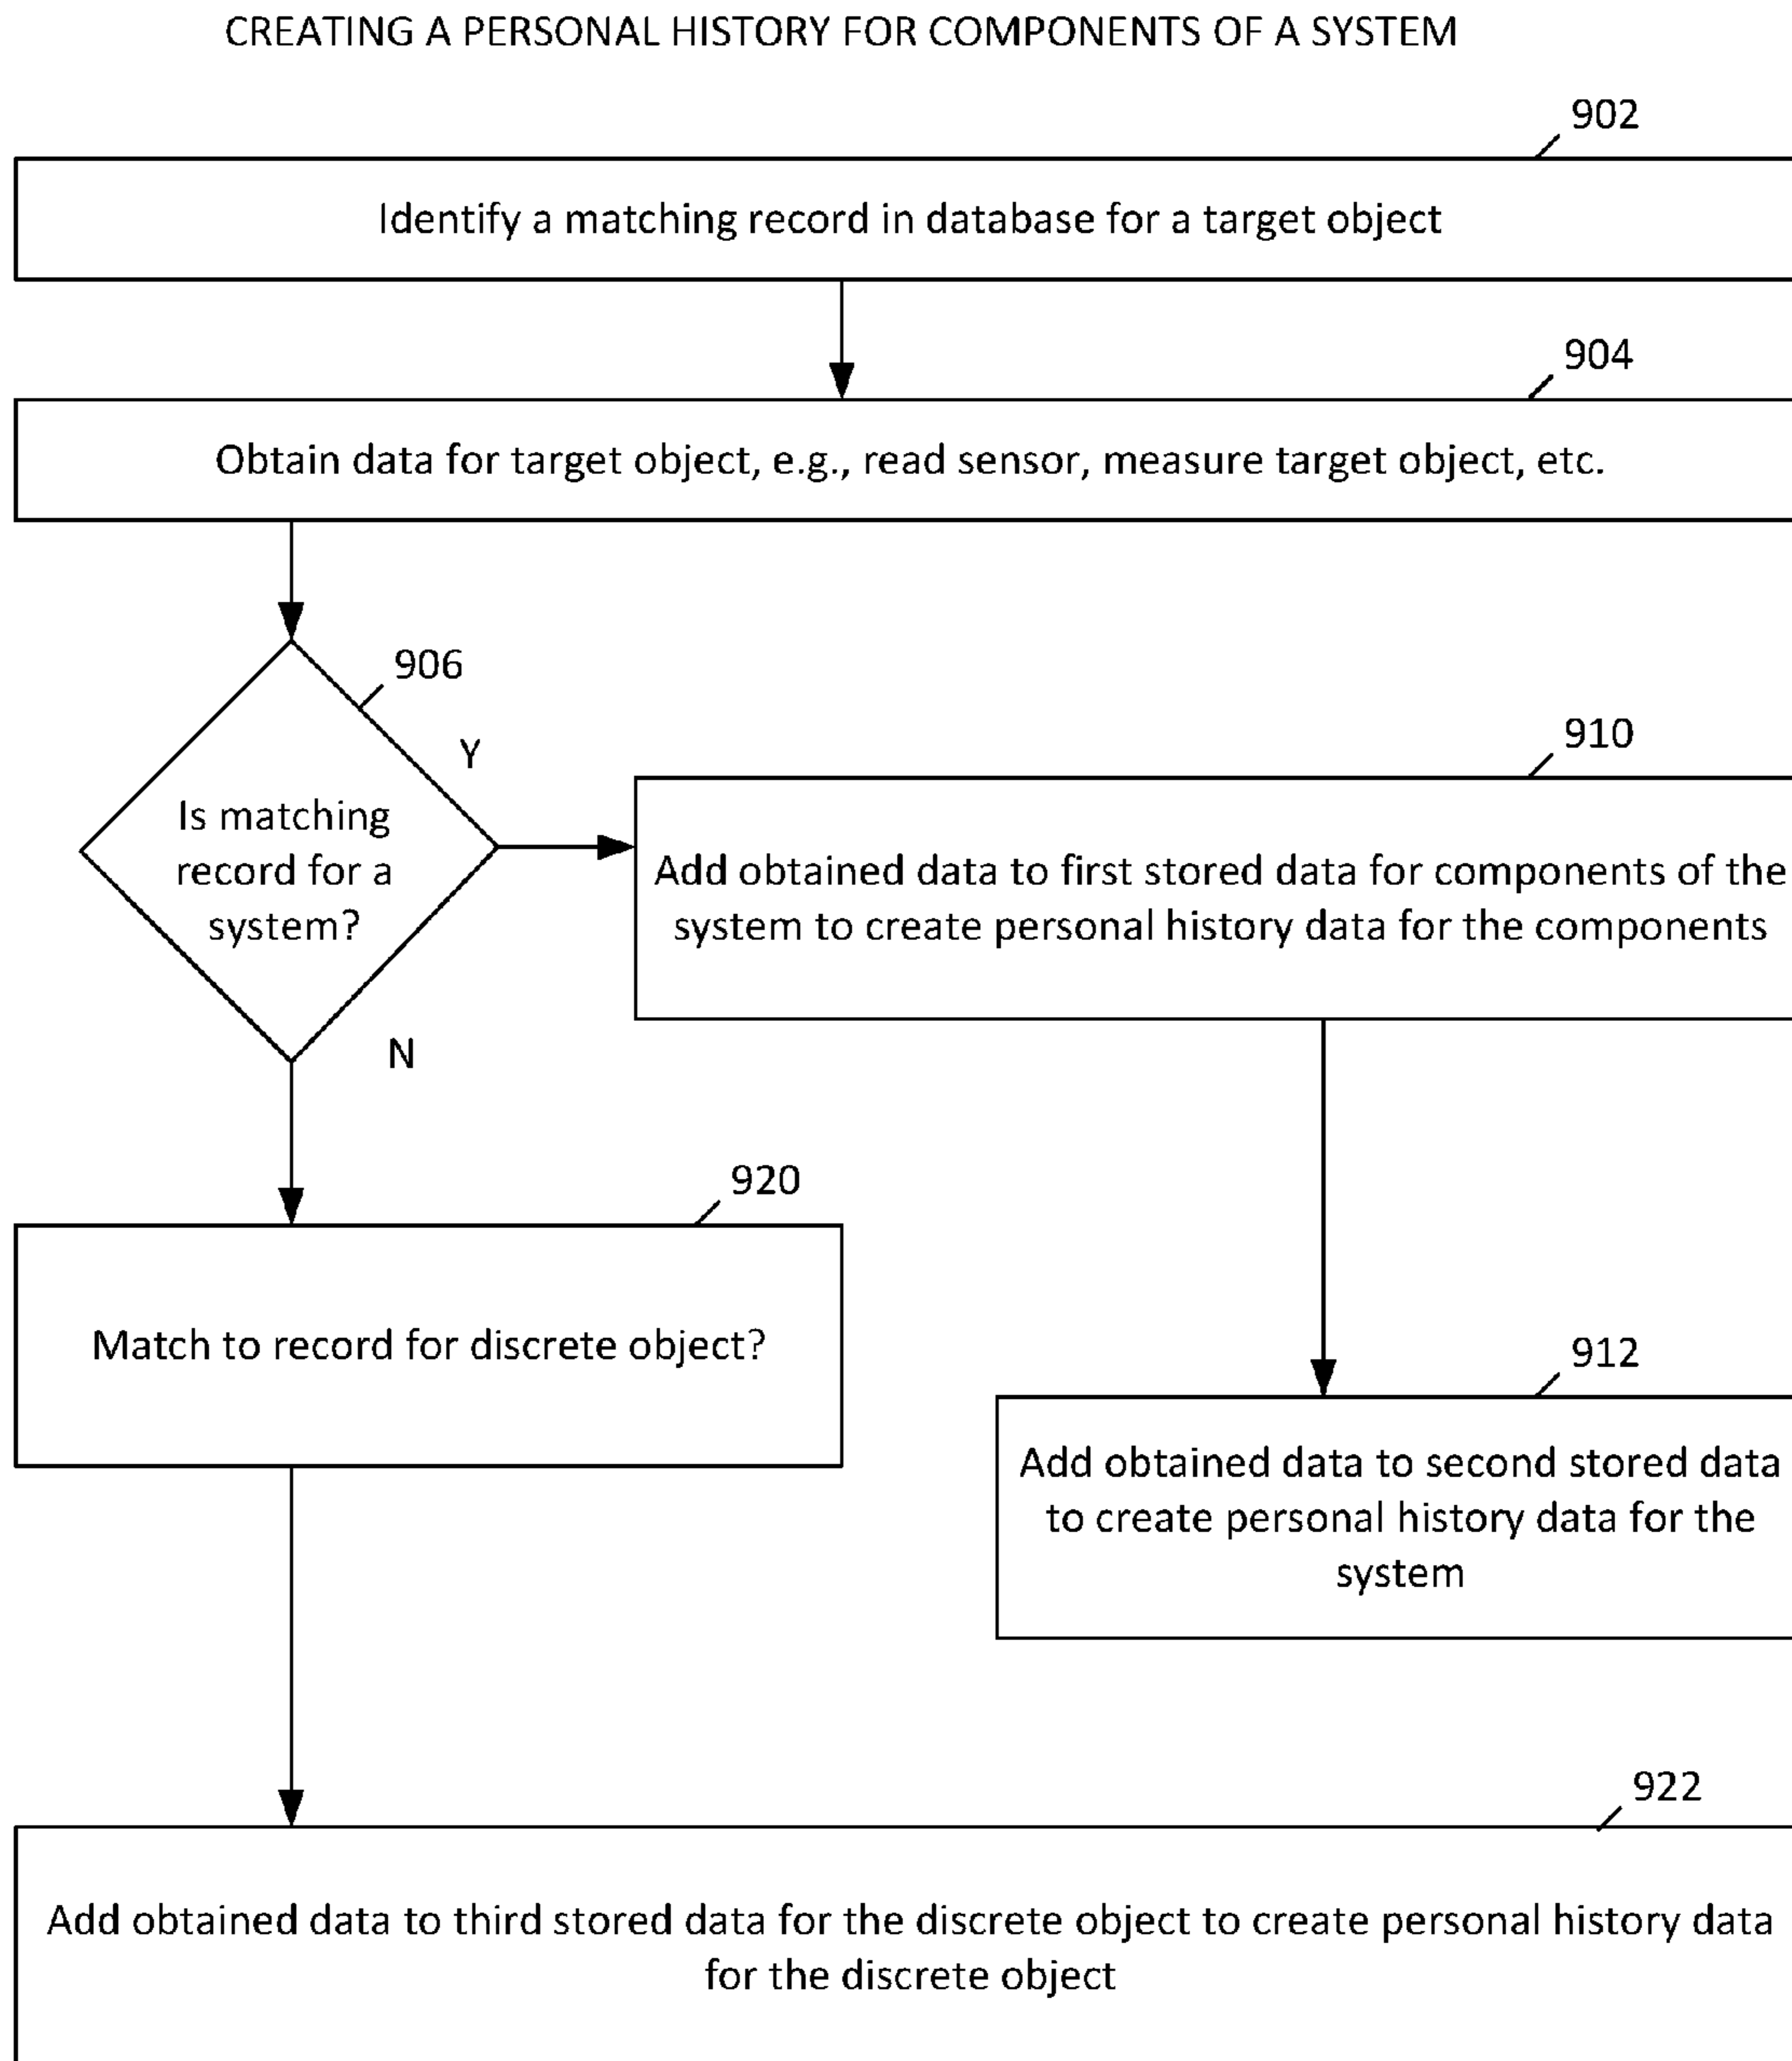 CREATING A PERSONAL HISTORY FOR COMPONENTS OF A SYSTEM
902
Identify a matching record in database for a target object
904
Obtain data for target object, e.g., read sensor, measure target object, etc.
906
Y
Is matching
record for a
system?
N
910
Add obtained data to first stored data for components of the
system to create personal history data for the components
920
Match to record for discrete object?
912
Add obtained data to second stored data
to create personal history data for the
system
922
Add obtained data to third stored data for the discrete object to create personal history data
for the discrete object